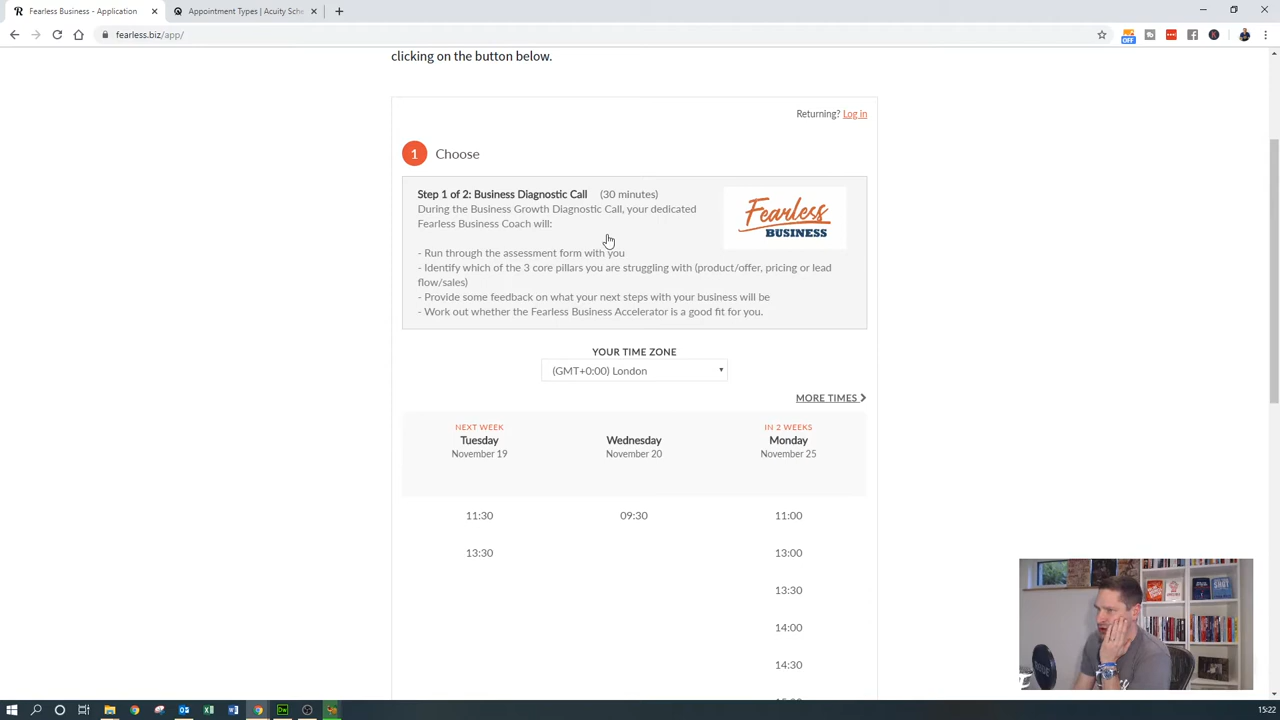 Fearless Business - Application
Appointment Types | Acuity Sche
fearless.biz/app/
OFF
clicking on the button below.
Returning? Log in
1 Choose
Step 1 of 2: Business Diagnostic Call (30 minutes)
During the Business Growth Diagnostic Call, your dedicated
Fearless Business Coach will:
- Run through the assessment form with you
- Identify which of the 3 core pillars you are struggling with (product/offer, pricing or lead
flow/sales)
- Provide some feedback on what your next steps with your business will be
- Work out whether the Fearless Business Accelerator is a good fit for you.
Fearless
BUSINESS
YOUR TIME ZONE
(GMT+0:00) London
MORE TIMES
NEXT WEEK IN 2 WEEKS
Tuesday Wednesday Monday
November 19 November 20 November 25
11:30 09:30 11:00
13:30 13:00
13:30
14:00
14:30
15:22